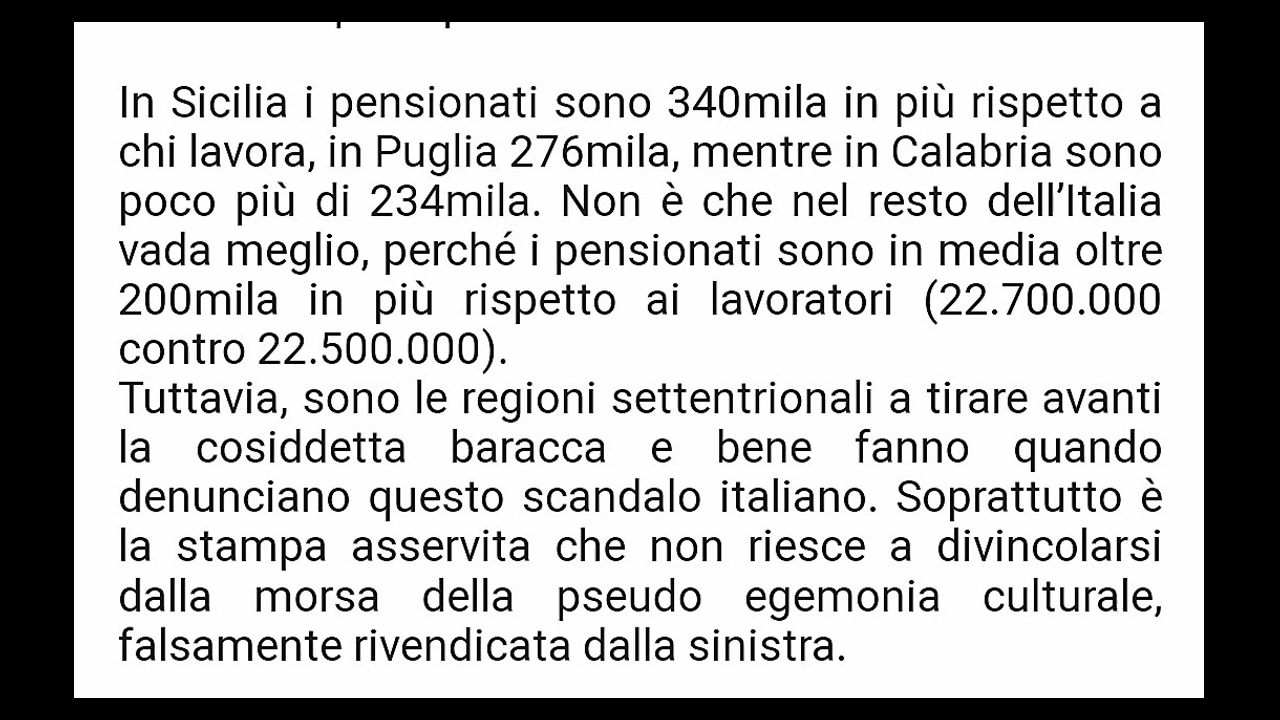 In Sicilia i pensionati sono 340mila in più rispetto a
chi lavora, in Puglia 276mila, mentre in Calabria sono
poco più di 234mila. Non è che nel resto dell’Italia
vada meglio, perché i pensionati sono in media oltre
200mila in più rispetto ai lavoratori (22.700.000
contro 22.500.000).
Tuttavia, sono le regioni settentrionali a tirare avanti
la cosiddetta baracca e bene fanno quando
denunciano questo scandalo italiano. Soprattutto è
la stampa asservita che non riesce a divincolarsi
dalla morsa della pseudo egemonia culturale,
falsamente rivendicata dalla sinistra.